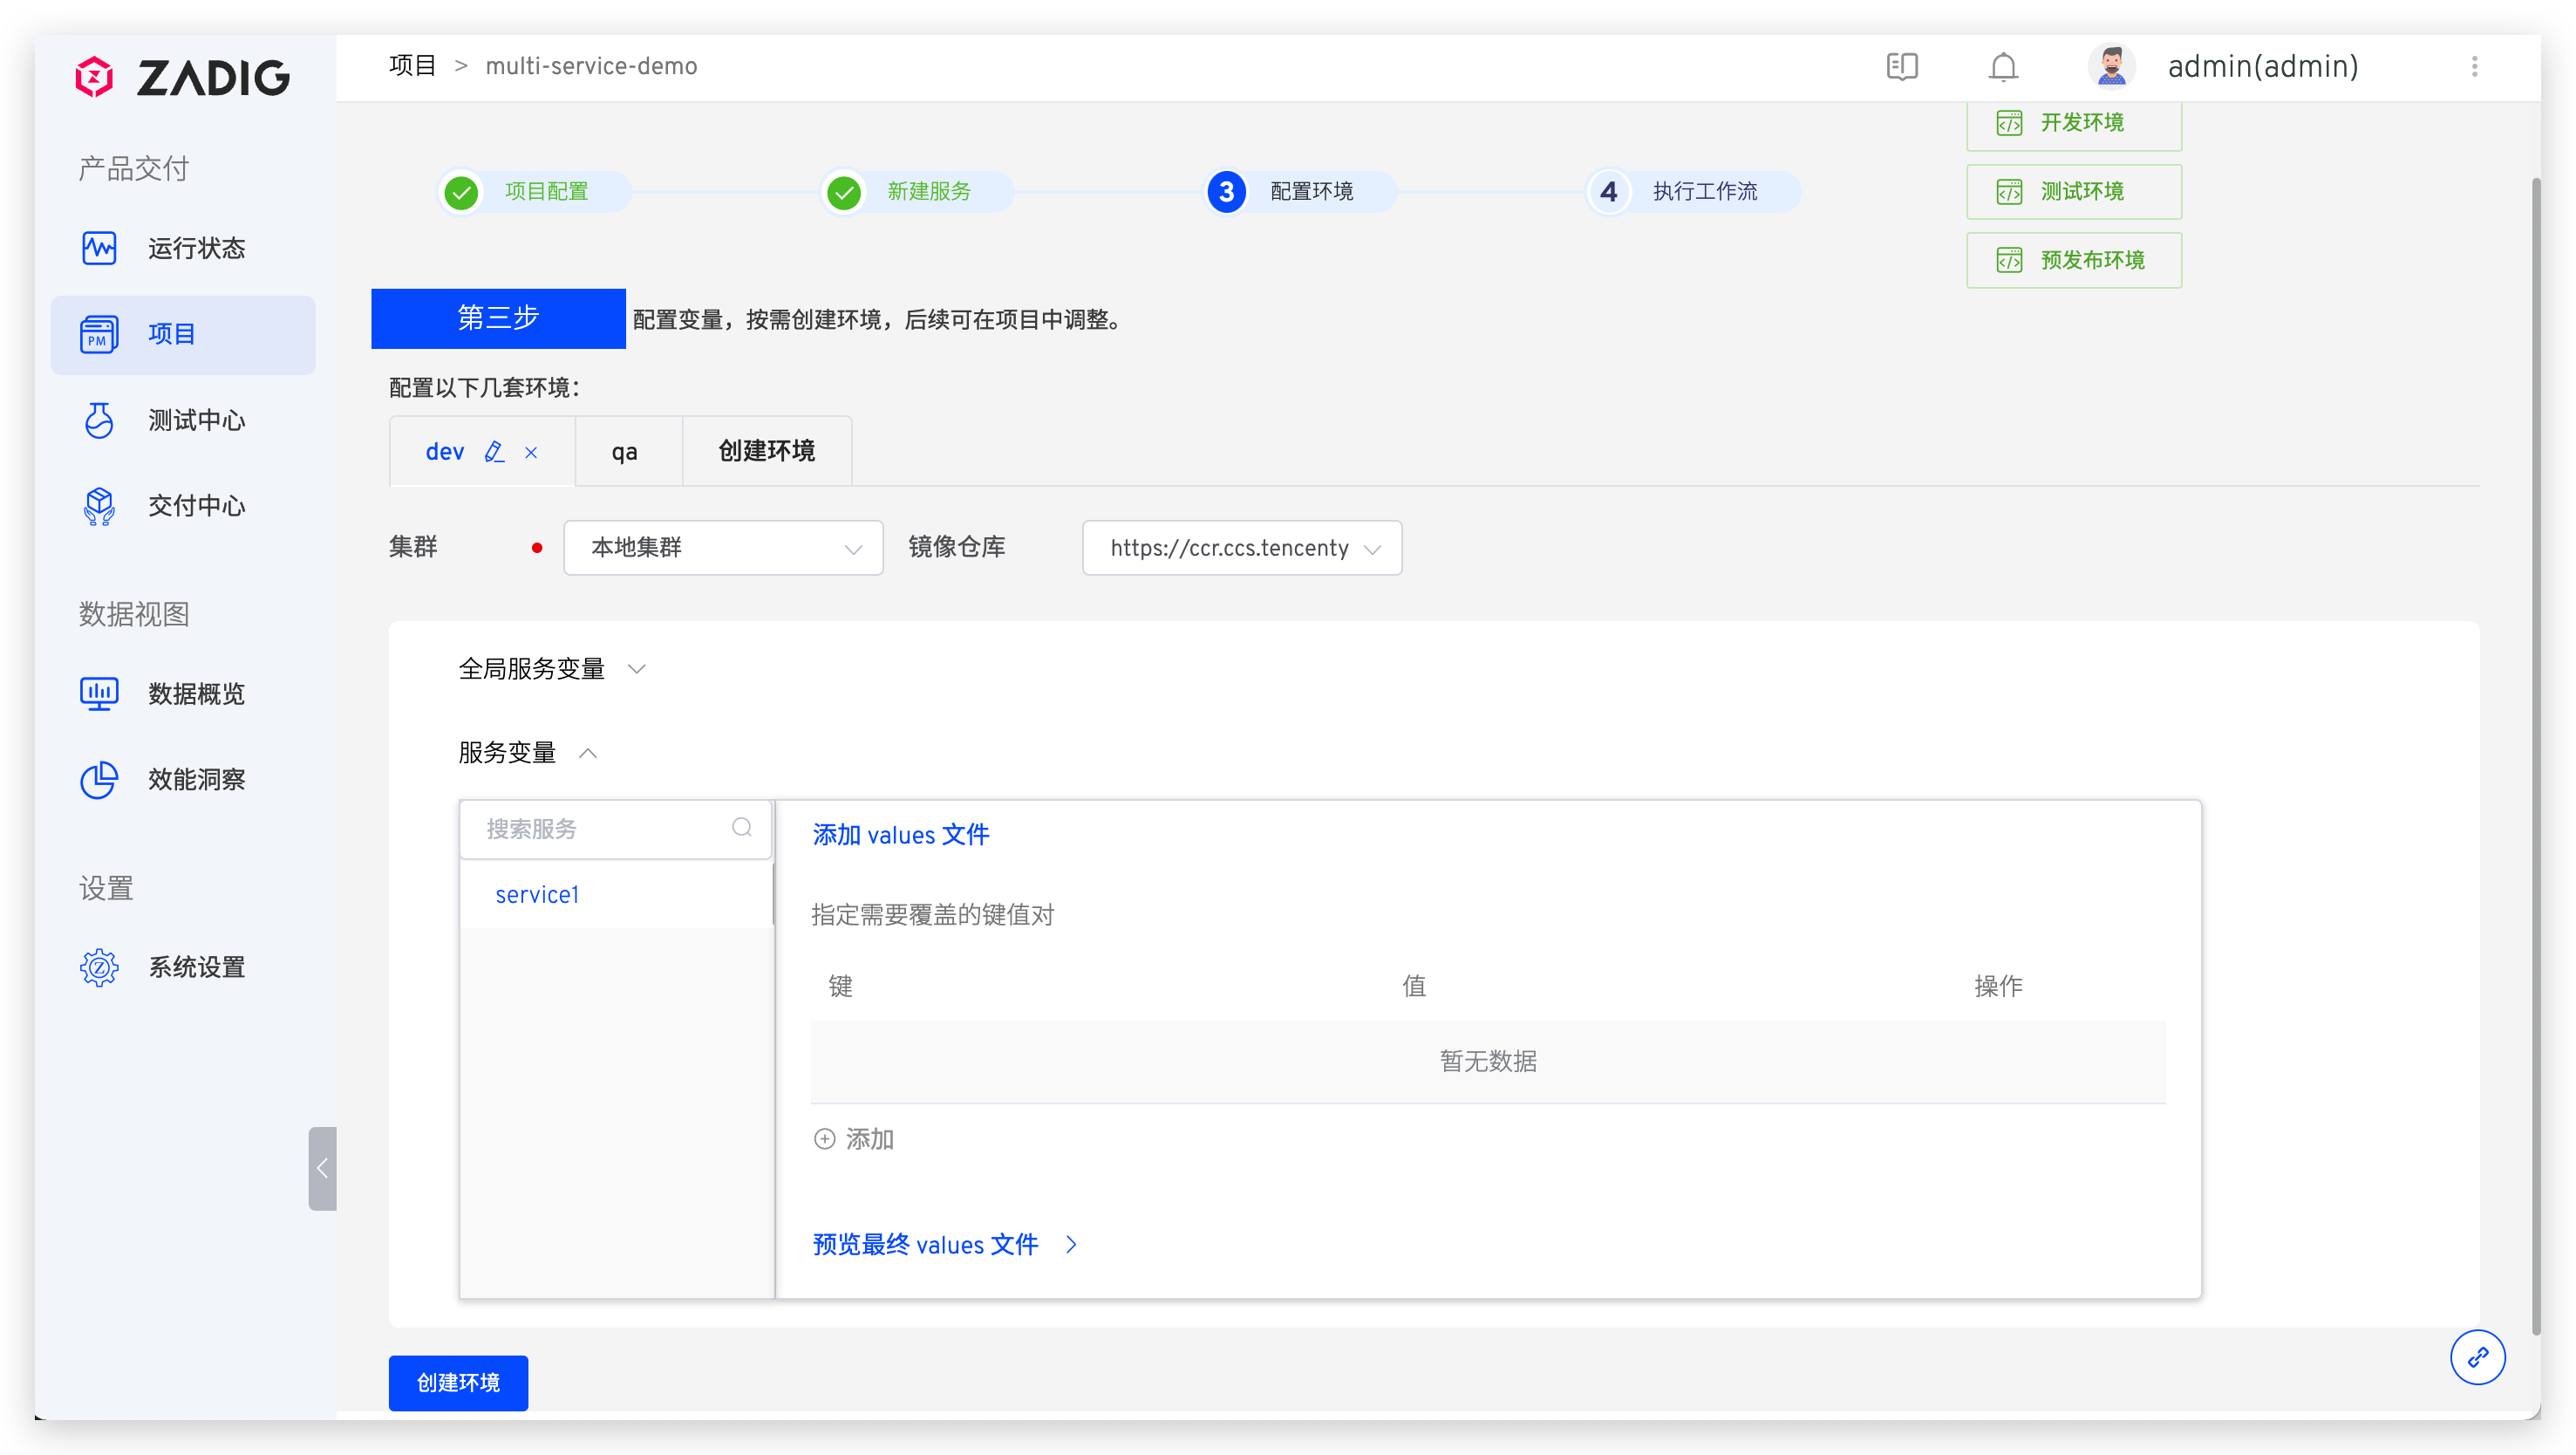 ZADIG
产品交付
运行状态
PM
项目
测试中心
交付中心
数据视图
数据概览
效能洞察
设置
系统设置
项目 > multi-service-demo
admin(admin)
项目配置
新建服务
3 配置环境
4 执行工作流
开发环境
测试环境
预发布环境
第三步 配置变量，按需创建环境，后续可在项目中调整。
配置以下几套环境：
dev qa 创建环境
集群 本地集群 镜像仓库 https://ccr.ccs.tencenty
全局服务变量
服务变量
搜索服务
service1
添加 values 文件
指定需要覆盖的键值对
键 值 操作
暂无数据
添加
预览最终 values 文件
创建环境